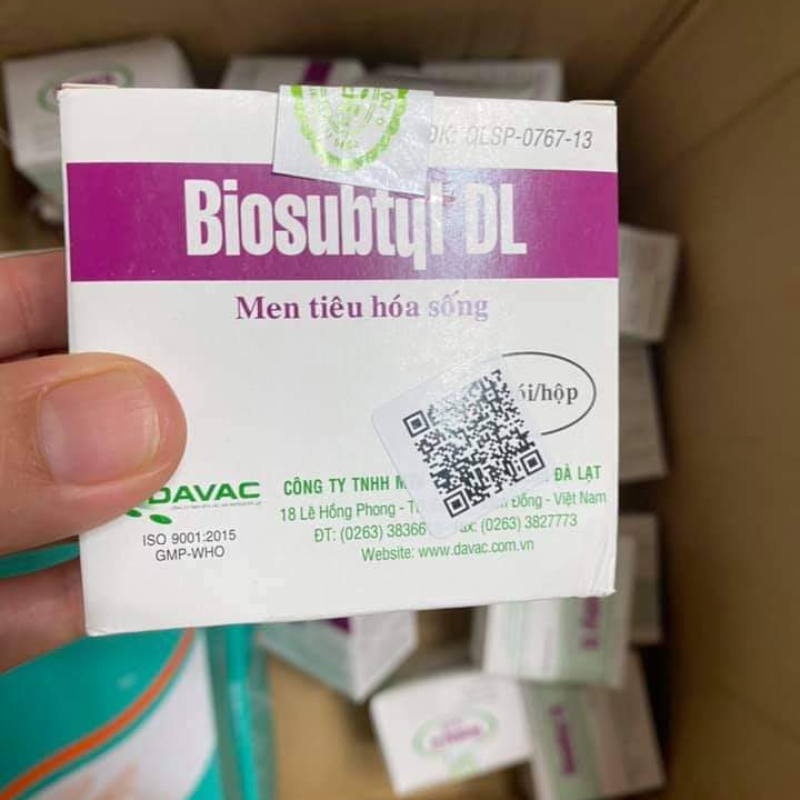 ĐK: QLSP-0767-13
Biosubtyl DL
Men tiêu hóa sống
ói/hộp
DAVAC
ISO 9001:2015
GMP-WHO
CÔNG TY TNHH ĐÀ LẠT
18 Lê Hồng Phong - Đồng - Việt Nam
ĐT: (0263) 38366 Fax: (0263) 3827773
Website: www.davac.com.vn